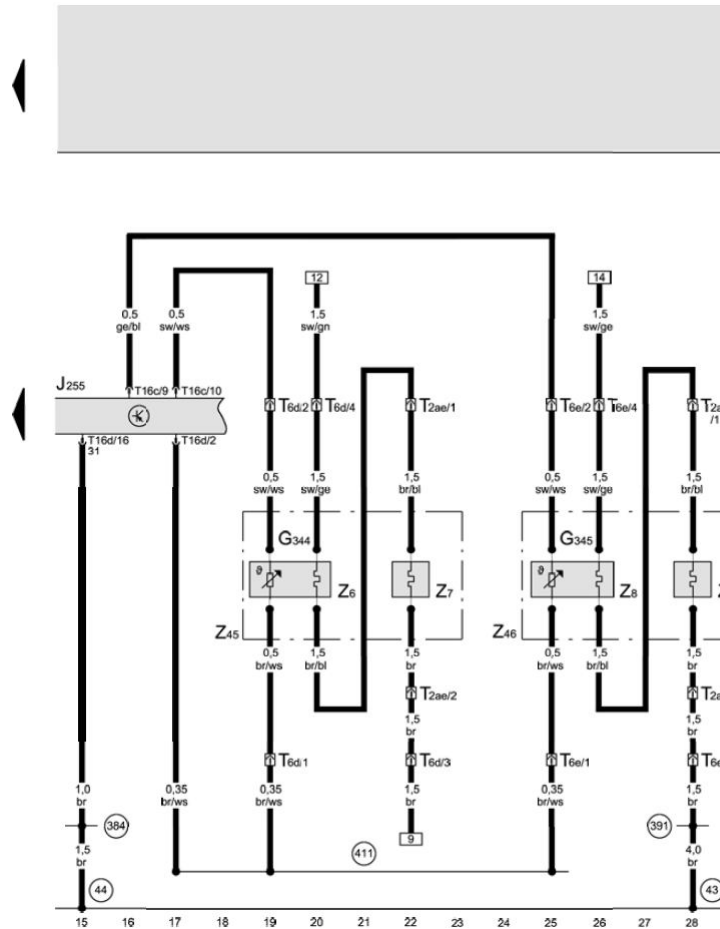 12 14
0.5 0.5 1.5 1,5
ge/bl sw/ws sw/gn sw/ge
J255 T16c/9 T16c/10
T6d/2 T6d/4 T2ae/1 T6e/2 T6e/4 T2a
/1
T16d/16 T16d/2
31
0,5 1,5 1,5 0,5 1,5 1,5
sw/ws sw/ge br/bl sw/ws sw/ge br/bl
G344 G345
ϑ ϑ
Z6 Z7 Z8
Z45 Z46
0,5 1,5 1,5 0,5 1,5 1,5
br/ws br/bl br br/ws br/bl br
T2ae/2 T2a
1,5 1,5
br br
T6d/1 T6d/3 T6e/1 T6e
1,0 0,35 0,35 1,5 0,35 1,5
br br/ws br/ws br br/ws br
384 9 391
1,5 411 4,0
br br
44 43
15 16 17 18 19 20 21 22 23 24 25 26 27 28